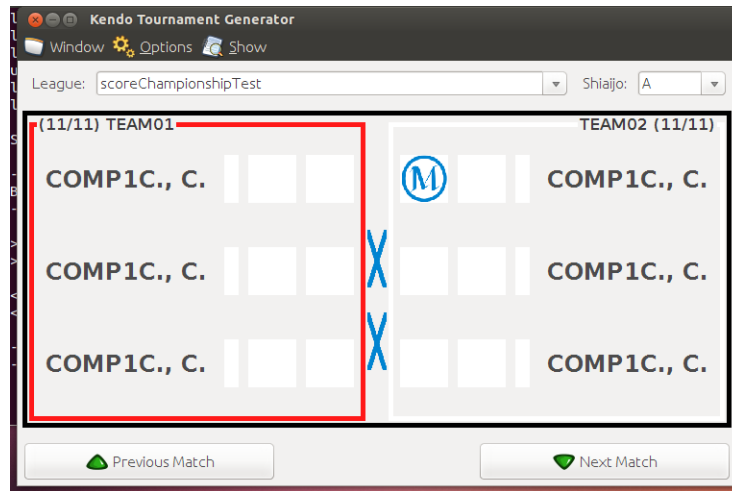 Kendo Tournament Generator
Window Options Show
League: scoreChampionshipTest Shiaijo: A
(11/11) TEAM01 TEAM02 (11/11)
COMP1C., C. M COMP1C., C.
COMP1C., C. X COMP1C., C.
COMP1C., C. X COMP1C., C.
Previous Match Next Match